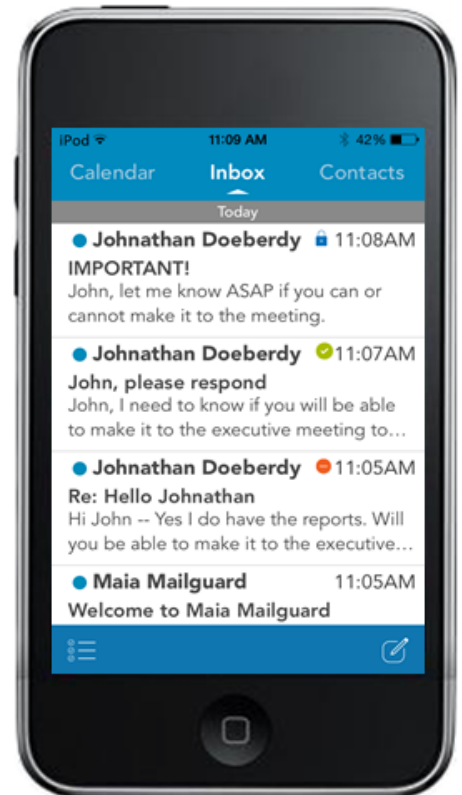 iPod 11:09 AM 42%
Calendar Inbox Contacts
Today
Johnathan Doeberdy 11:08AM
IMPORTANT!
John, let me know ASAP if you can or
cannot make it to the meeting.
Johnathan Doeberdy 11:07AM
John, please respond
John, I need to know if you will be able
to make it to the executive meeting to...
Johnathan Doeberdy 11:05AM
Re: Hello Johnathan
Hi John -- Yes I do have the reports. Will
you be able to make it to the executive...
Maia Mailguard 11:05AM
Welcome to Maia Mailguard